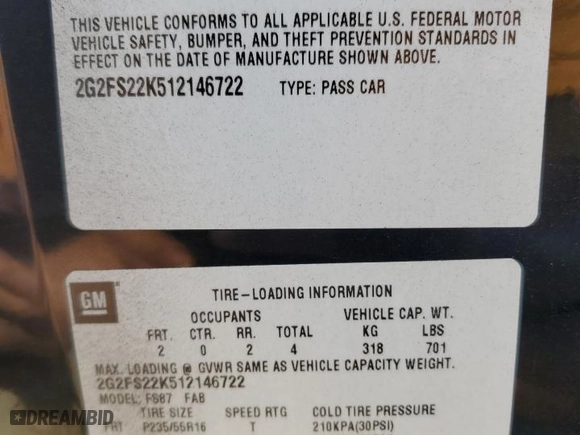 THIS VEHICLE CONFORMS TO ALL APPLICABLE U.S. FEDERAL MOTOR
VEHICLE SAFETY, BUMPER, AND THEFT PREVENTION STANDARDS IN
EFFECT ON THE DATE OF MANUFACTURE SHOWN ABOVE.
2G2FS22K512146722 TYPE: PASS CAR
GM
TIRE-LOADING INFORMATION
OCCUPANTS VEHICLE CAP. WT.
FRT. CTR. RR. TOTAL KG LBS
2 0 2 4 318 701
MAX. LOADING @ GVWR SAME AS VEHICLE CAPACITY WEIGHT.
2G2FS22K512146722
MODEL: FS87 FAB
TIRE SIZE SPEED RTG COLD TIRE PRESSURE
FRT P235/55R16 T 210KPA(30PSI)
DREAMBID